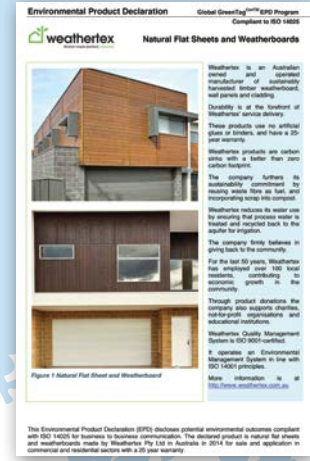 Environmental Product Declaration
Global GreenTag CertTM EPD Program
Compliant to ISO 14025
weathertex
Natural Flat Sheets and Weatherboards
Weathertex is an Australian
owned and operated
manufacturer of sustainably
harvested timber weatherboard,
wall panels and cladding.
Durability is at the forefront of
Weathertex' service delivery.
These products use no artificial
glues or binders, and have a 25-
year warranty.
Weathertex products are carbon
sinks with a better than zero
carbon footprint.
The company furthers its
sustainability commitment by
reusing waste fibre as fuel, and
incorporating scrap into compost.
Weathertex reduces its water use
by ensuring that process water is
treated and recycled back to the
aquifer for irrigation.
The company firmly believes in
giving back to the community.
For the last 50 years, Weathertex
has employed over 100 local
residents, contributing to
economic growth in the
community.
Through product donations the
company also supports charities,
not-for-profit organisations and
educational institutions.
Weathertex Quality Management
System is ISO 9001-certified.
It operates an Environmental
Management System in line with
ISO 14001 principles.
More information is at
http://www.weathertex.com.au
Figure 1 Natural Flat Sheet and Weatherboard
This Environmental Product Declaration (EPD) discloses potential environmental outcomes compliant
with ISO 14025 for business to business communication. The declared product is natural flat sheets
and weatherboards made by Weathertex Pty Ltd in Australia in 2014 for sale and application in
commercial and residential sectors with a 25 year warranty.